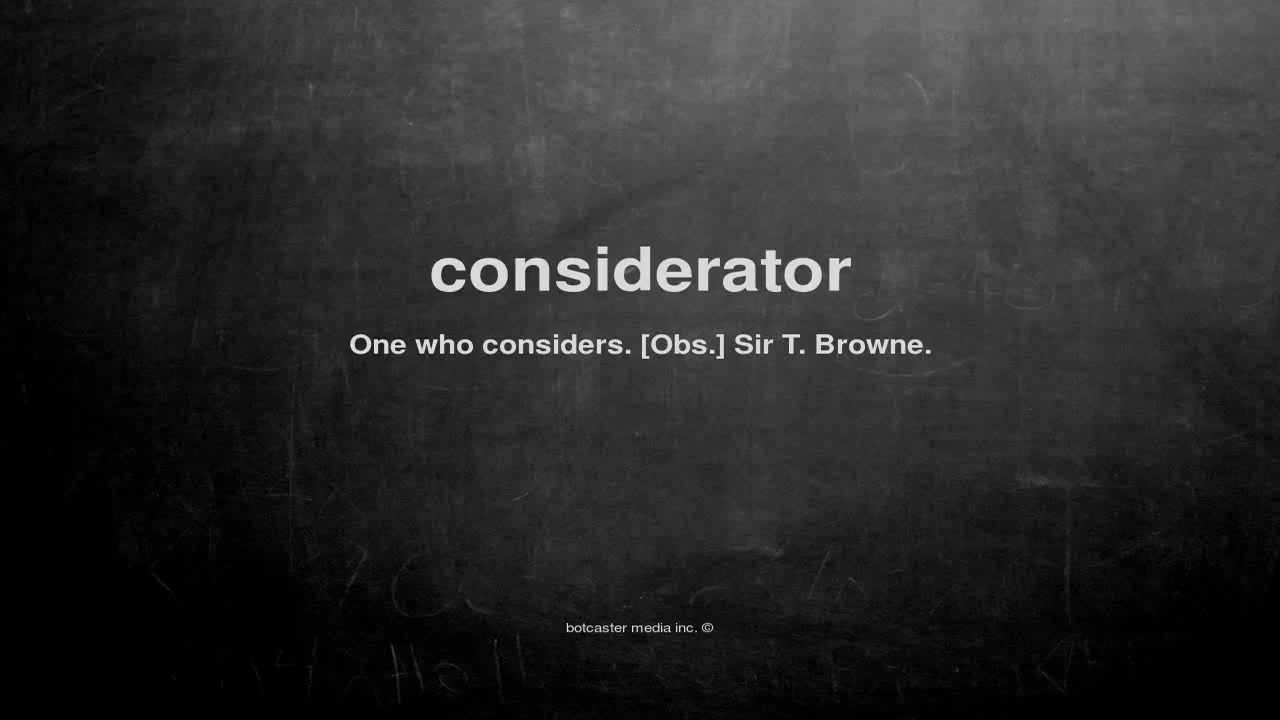 considerator
One who considers. [Obs.] Sir T. Browne.
botcaster media inc. ©